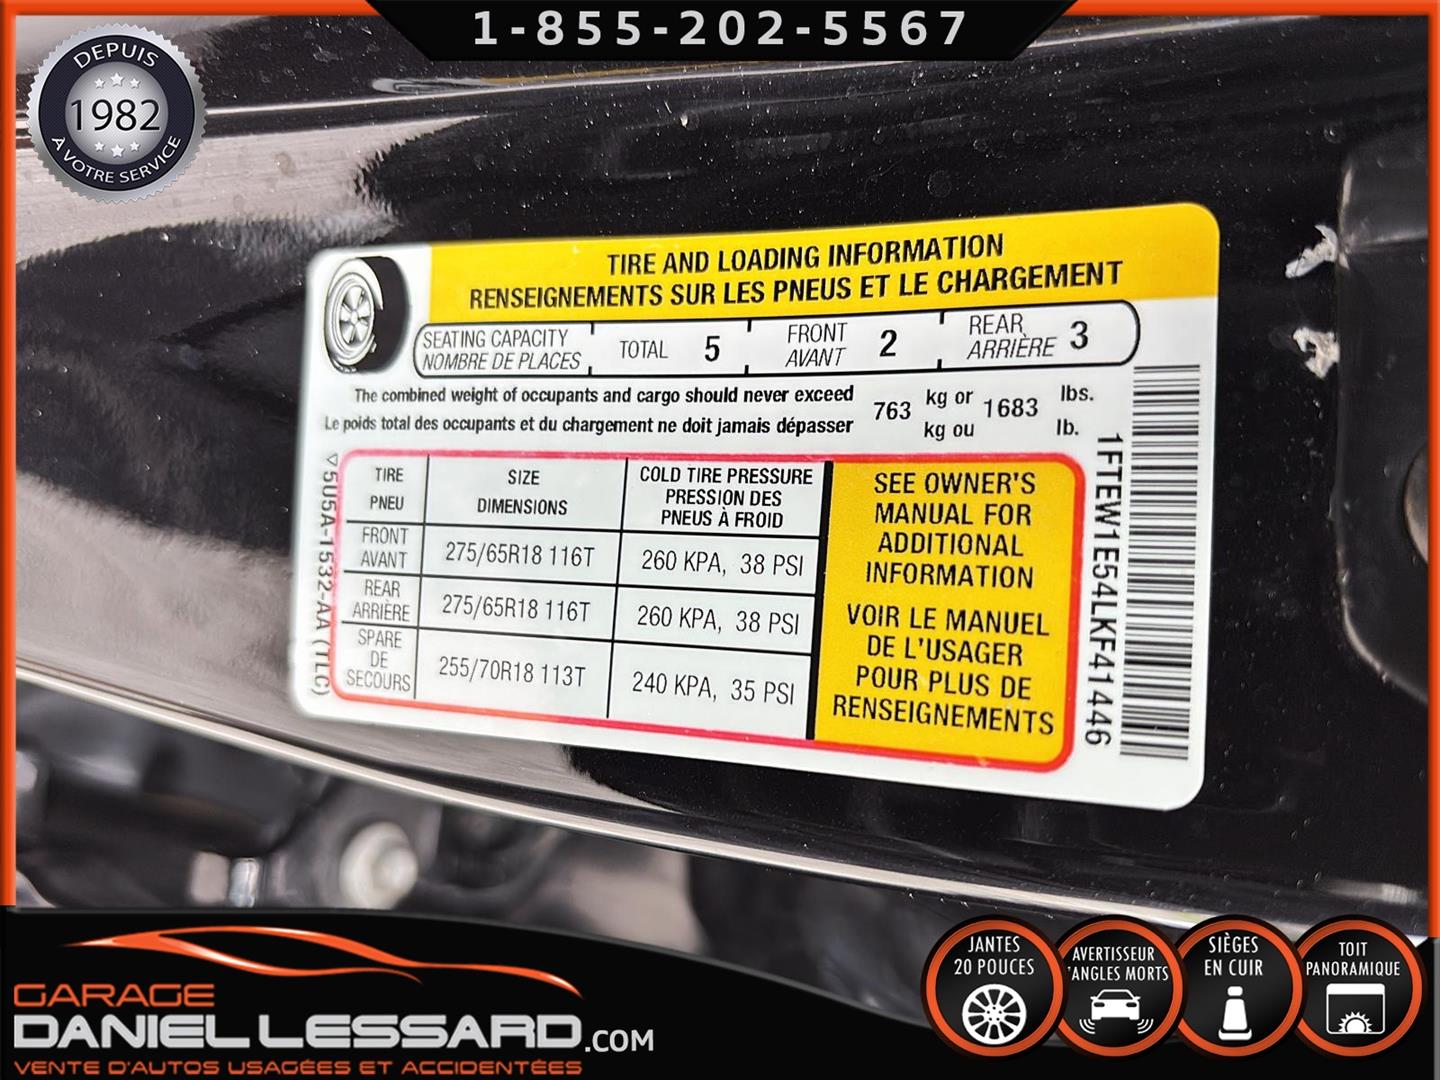 1-855-202-5567
DEPUIS
1982
À VOTRE SERVICE
TIRE AND LOADING INFORMATION
RENSEIGNEMENTS SUR LES PNEUS ET LE CHARGEMENT
SEATING CAPACITY
NOMBRE DE PLACES
TOTAL 5
FRONT
AVANT
2
REAR
ARRIÈRE
3
The combined weight of occupants and cargo should never exceed
Le poids total des occupants et du chargement ne doit jamais dépasser
763
kg or
kg ou
1683
lbs.
lb.
TIRE
PNEU
SIZE
DIMENSIONS
COLD TIRE PRESSURE
PRESSION DES
PNEUS À FROID
FRONT
AVANT
275/65R18 116T
260 KPA, 38 PSI
REAR
ARRIÈRE
275/65R18 116T
260 KPA, 38 PSI
SPARE
DE
SECOURS
255/70R18 113T
240 KPA, 35 PSI
SEE OWNER'S
MANUAL FOR
ADDITIONAL
INFORMATION
VOIR LE MANUEL
DE L'USAGER
POUR PLUS DE
RENSEIGNEMENTS
5U5A-1532-AA (TLC)
1FTEW1E54LKF41446
GARAGE
DANIEL LESSARD.COM
VENTE D'AUTOS USAGÉES ET ACCIDENTÉES
JANTES
20 POUCES
AVERTISSEUR
'ANGLES MORTS
SIÈGES
EN CUIR
TOIT
PANORAMIQUE